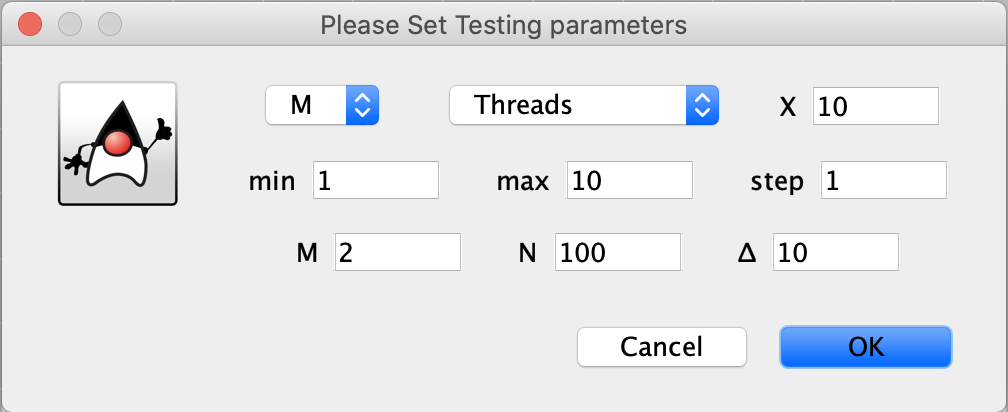 Please Set Testing parameters
M Threads X 10
min 1 max 10 step 1
M 2 N 100 Δ 10
Cancel OK